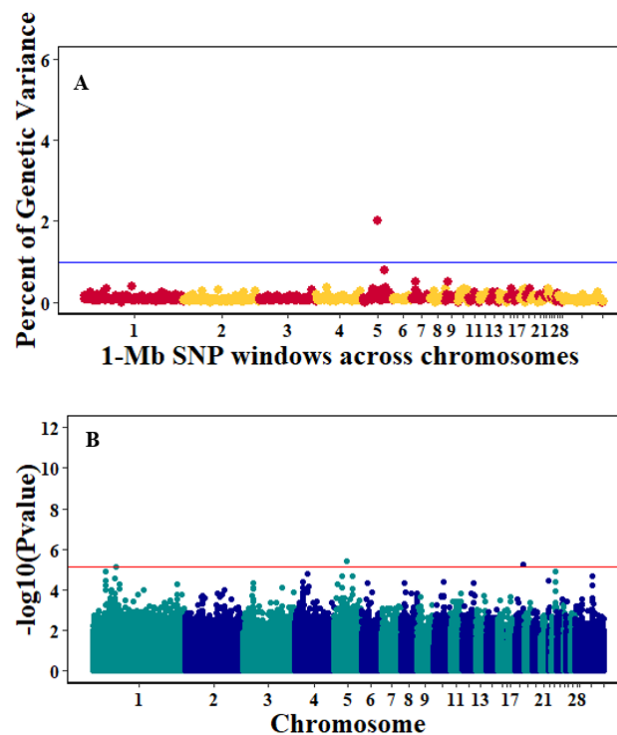 A
Percent of Genetic Variance
6
4
2
0
1 2 3 4 5 6 7 8 9 11 13 17 21 28
1-Mb SNP windows across chromosomes
B
-log10(Pvalue)
12
10
8
6
4
2
0
1 2 3 4 5 6 7 8 9 11 13 17 21 28
Chromosome